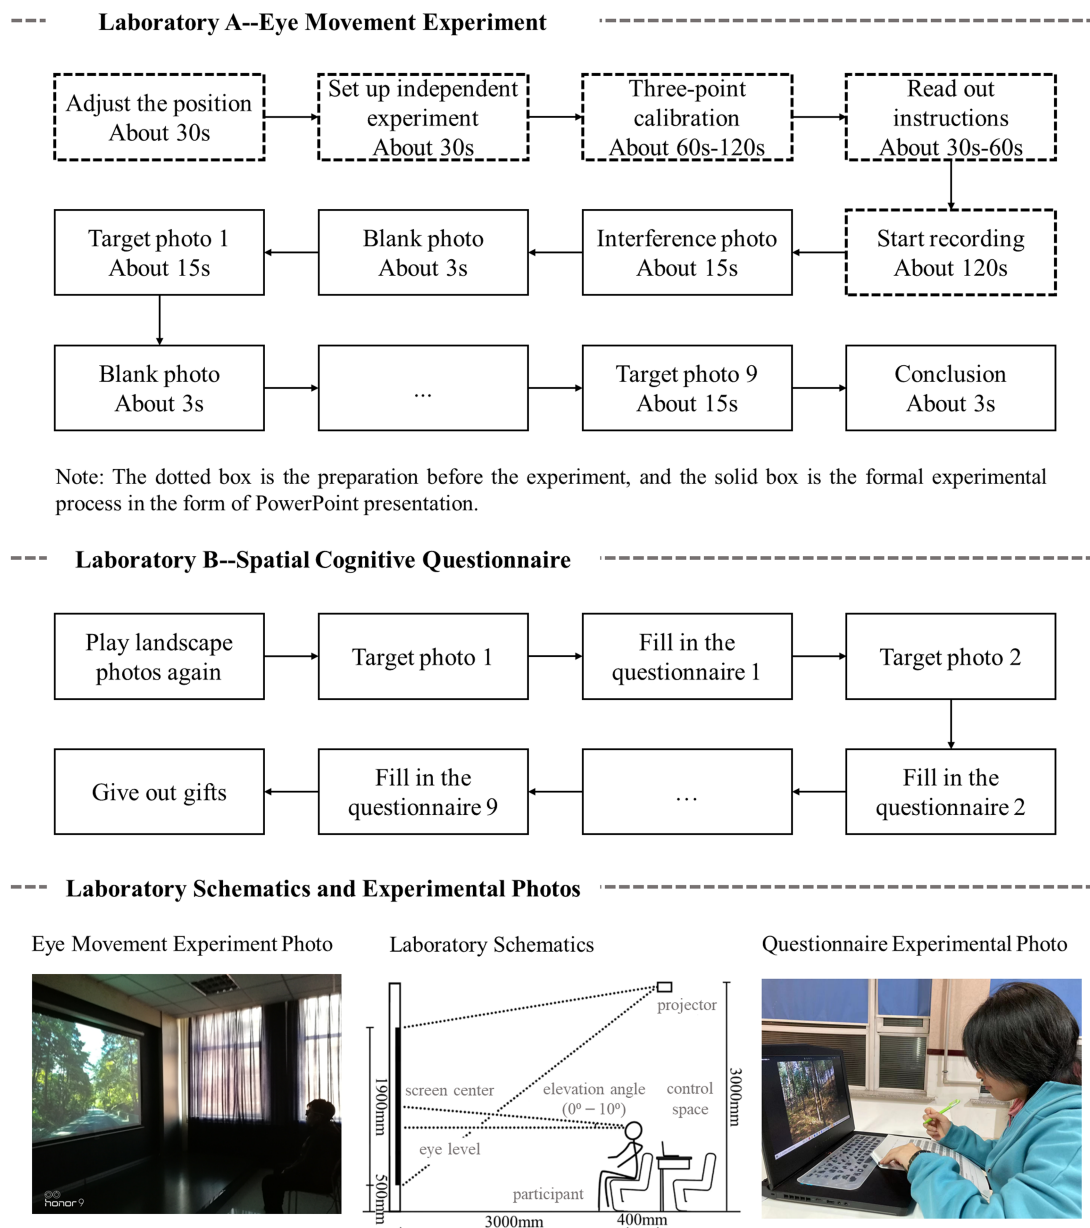 Laboratory A--Eye Movement Experiment
Adjust the position
About 30s
Set up independent
experiment
About 30s
Three-point
calibration
About 60s-120s
Read out
instructions
About 30s-60s
Target photo 1
About 15s
Blank photo
About 3s
Interference photo
About 15s
Start recording
About 120s
Blank photo
About 3s
...
Target photo 9
About 15s
Conclusion
About 3s
Note: The dotted box is the preparation before the experiment, and the solid box is the formal experimental
process in the form of PowerPoint presentation.
Laboratory B--Spatial Cognitive Questionnaire
Play landscape
photos again
Target photo 1
Fill in the
questionnaire 1
Target photo 2
Give out gifts
Fill in the
questionnaire 9
...
Fill in the
questionnaire 2
Laboratory Schematics and Experimental Photos
Eye Movement Experiment Photo
Laboratory Schematics
Questionnaire Experimental Photo
projector
screen center
elevation angle
(0° – 10°)
control
space
eye level
participant
1900mm
500mm
3000mm
3000mm
400mm
honor 9